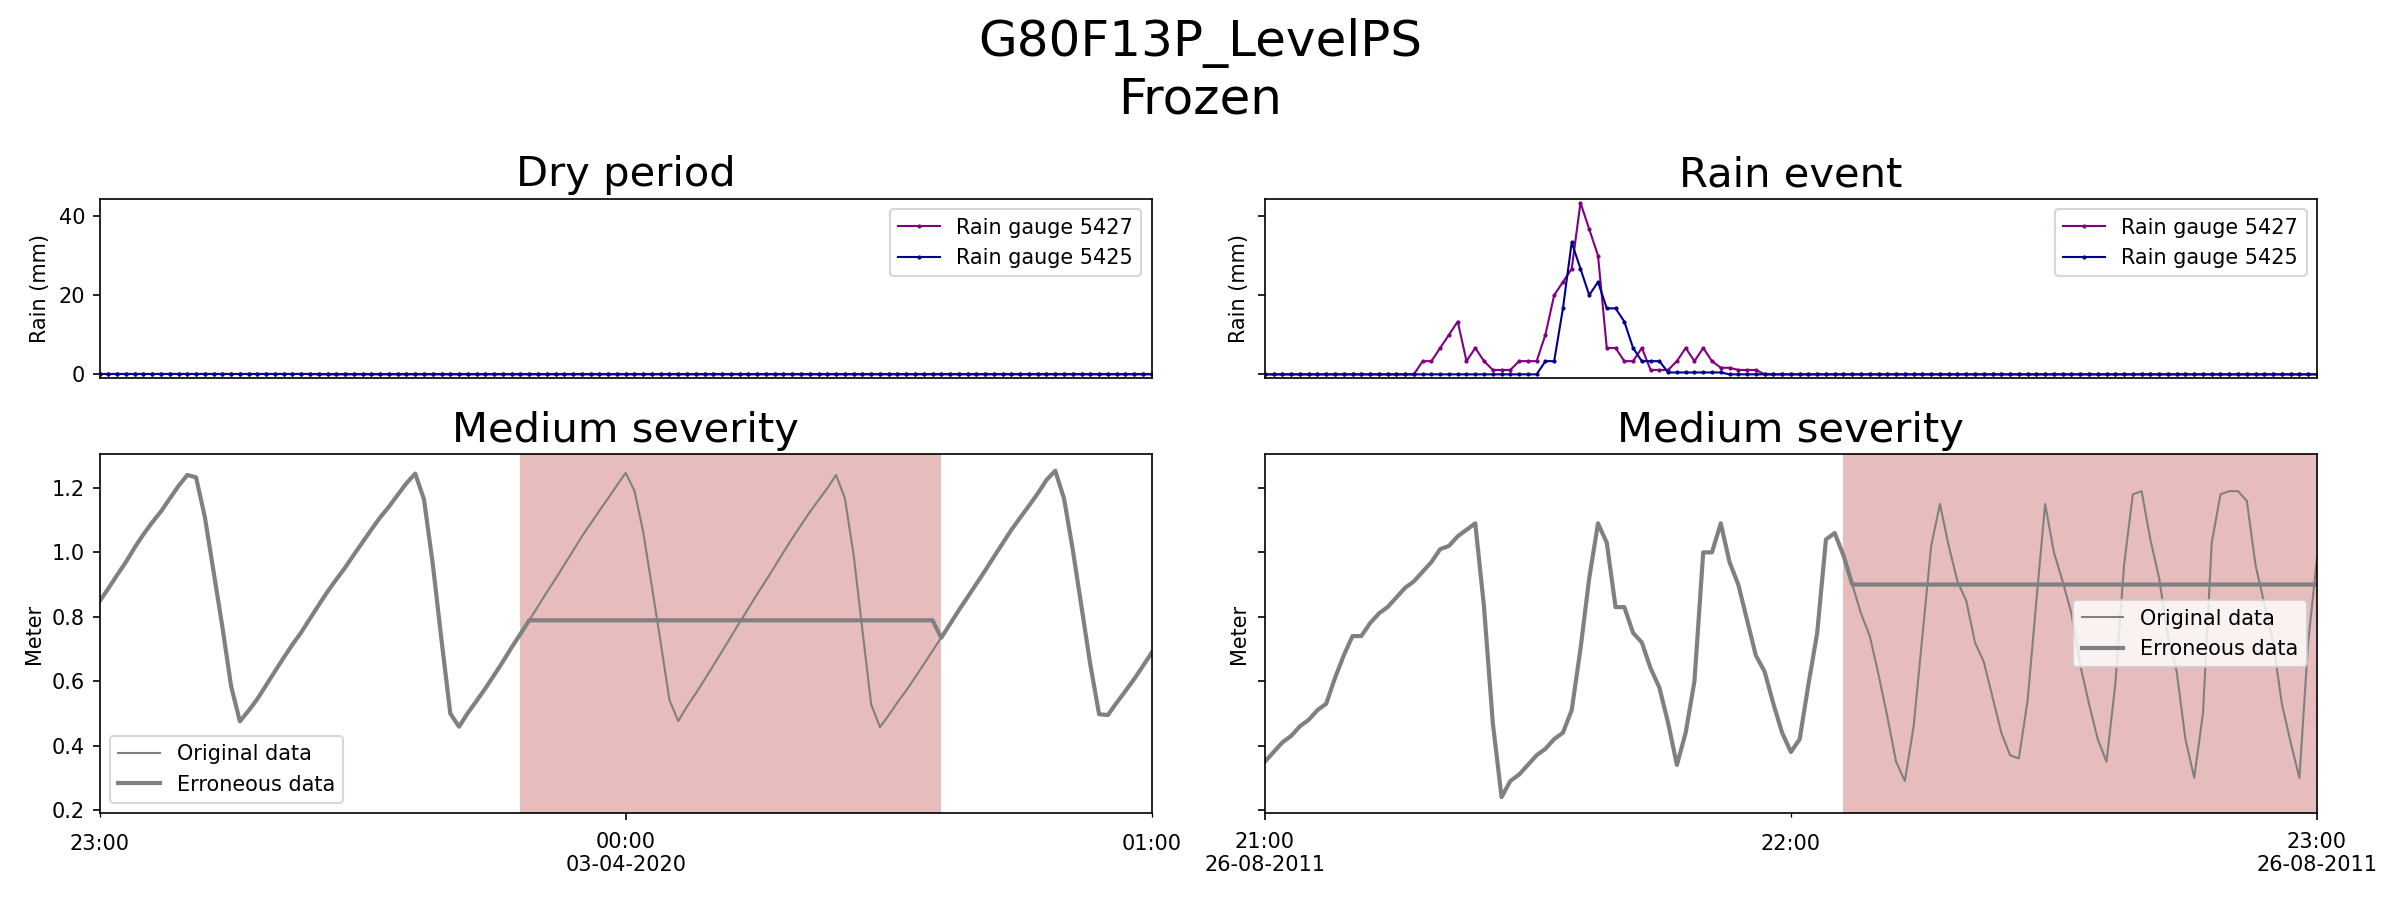 G80F13P_LevelPS
Frozen
Dry period
Rain (mm)
40
20
0
Rain gauge 5427
Rain gauge 5425
Rain event
Rain (mm)
Rain gauge 5427
Rain gauge 5425
Medium severity
Meter
1.2
1.0
0.8
0.6
0.4
0.2
Original data
Erroneous data
23:00
00:00
03-04-2020
01:00
Medium severity
Meter
Original data
Erroneous data
21:00
26-08-2011
22:00
23:00
26-08-2011